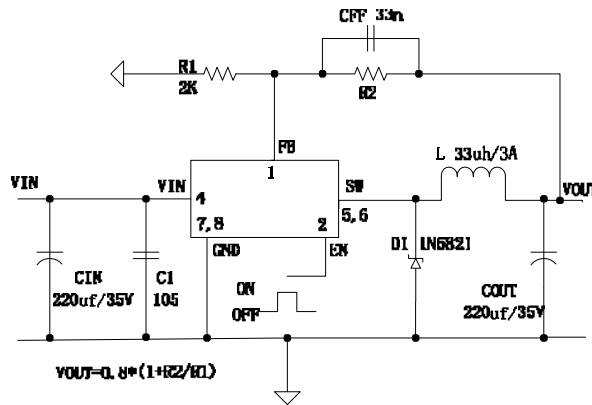 CFF 33n
R1
2K
R2
FB
1
L 33uh/3A
VIN
VIN
4
SW
VOUT
7,8
2
5,6
GND
EN
D1 1N5821
CIN
220uf/35V
C1
105
ON
OFF
COUT
220uf/35V
VOUT=0.8*(1+R2/R1)